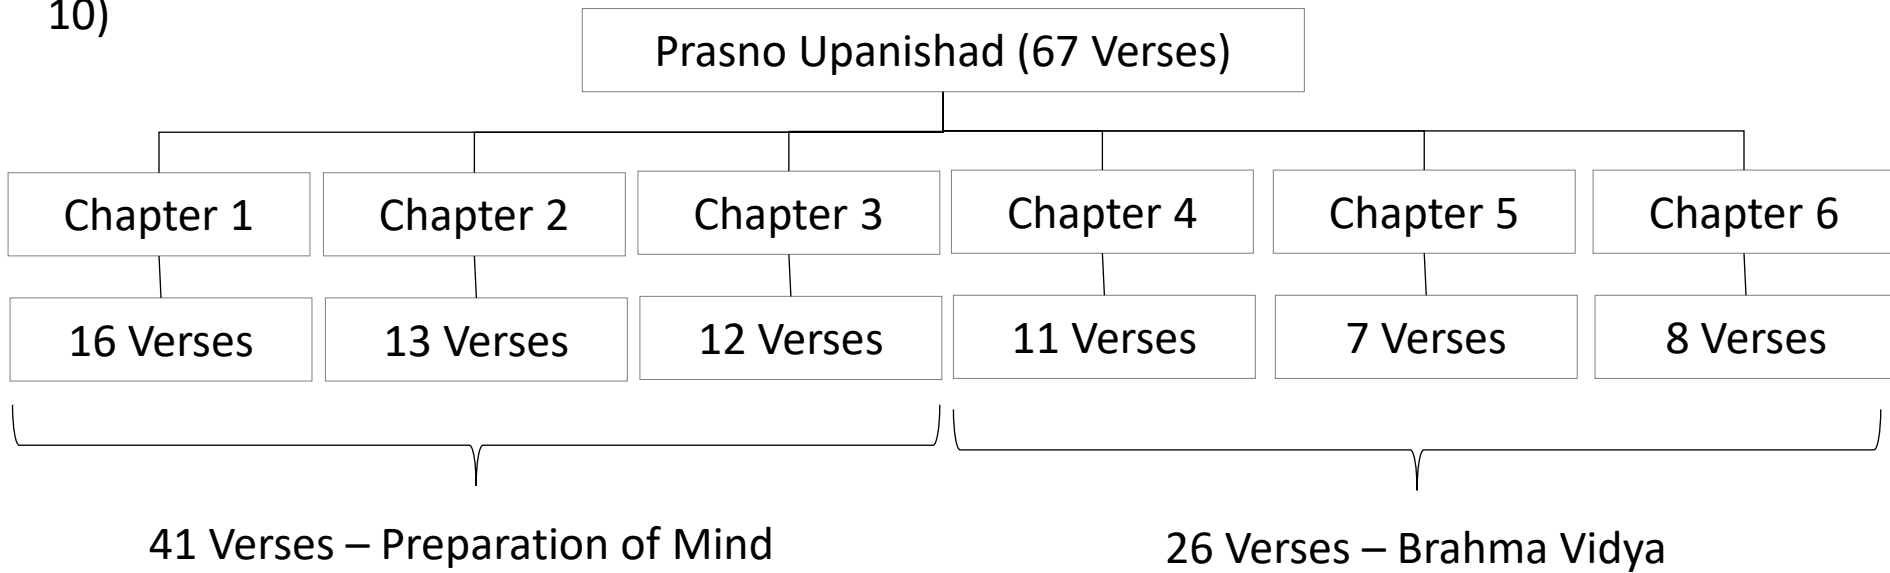 10)
Prasno Upanishad (67 Verses)
Chapter 1
Chapter 2
Chapter 3
Chapter 4
Chapter 5
Chapter 6
16 Verses
13 Verses
12 Verses
11 Verses
7 Verses
8 Verses
41 Verses – Preparation of Mind
26 Verses – Brahma Vidya